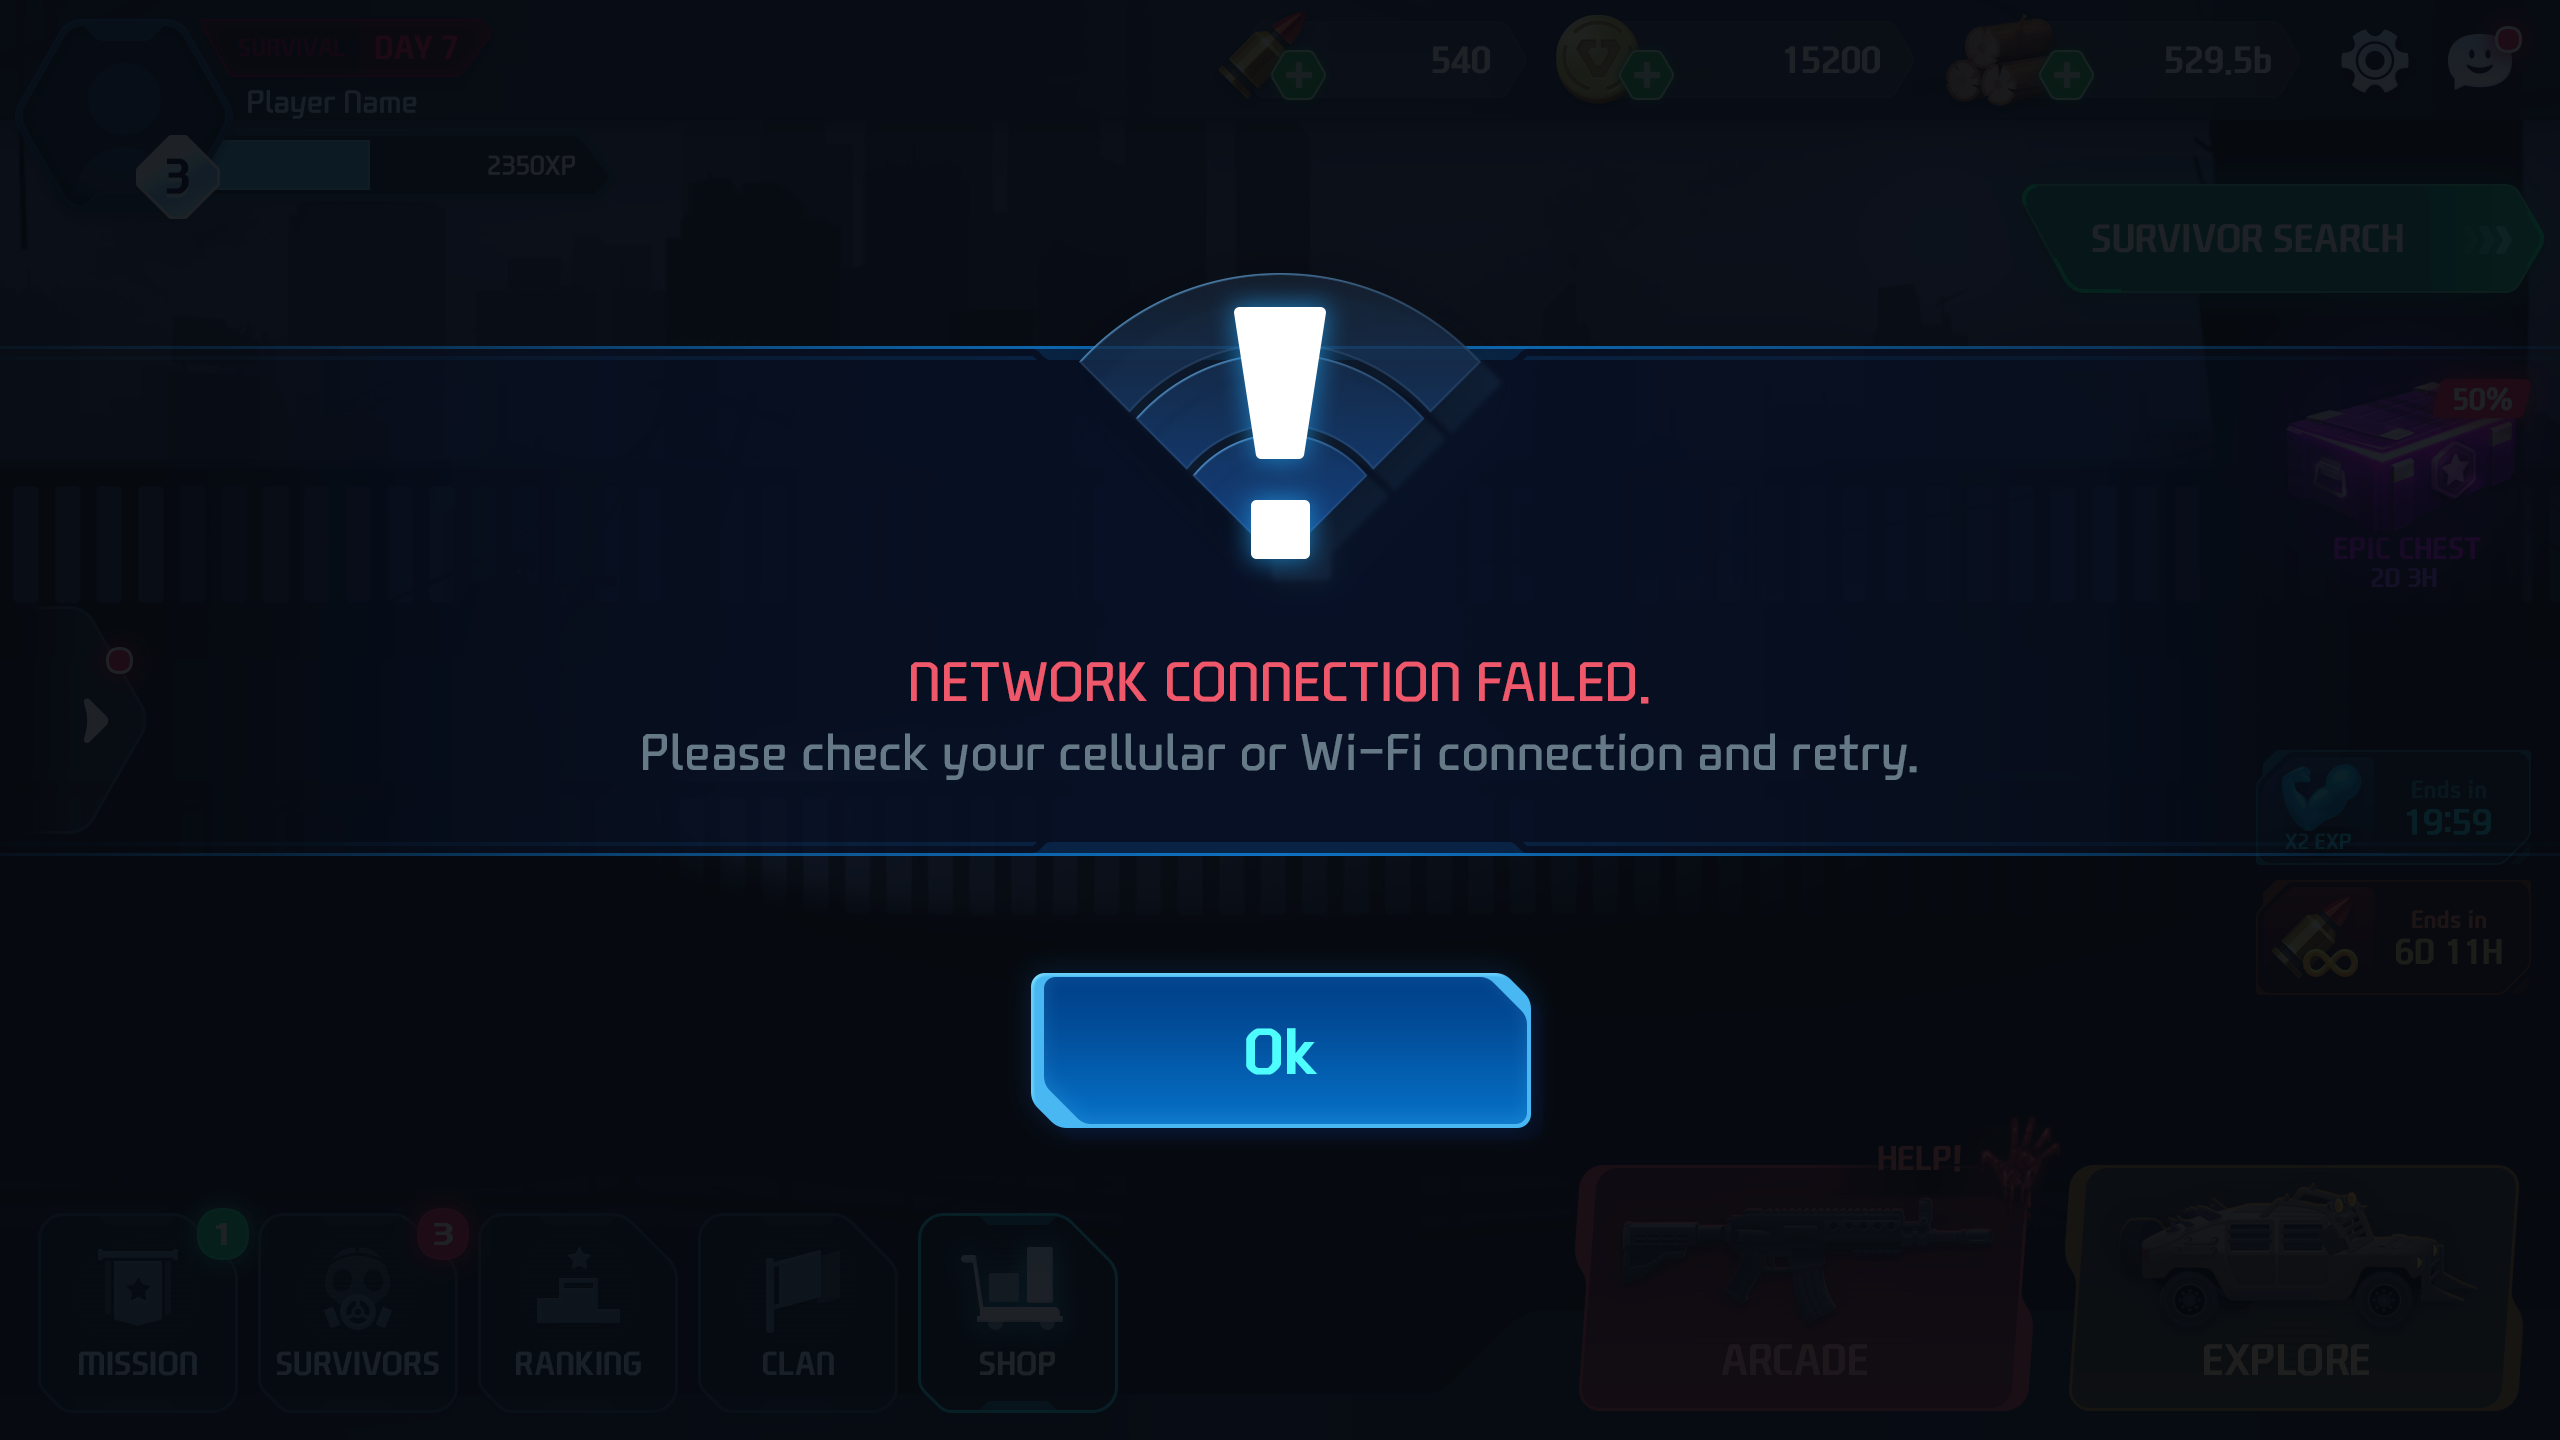 SURVIVAL DAY 7
Player Name
3
2350XP
540
15200
529.5b
SURVIVOR SEARCH
50%
EPIC CHEST
2D 3H
NETWORK CONNECTION FAILED.
Please check your cellular or Wi-Fi connection and retry.
Ends in
19:59
X2 EXP
Ends in
6D 11H
Ok
HELP!
1
3
MISSION
SURVIVORS
RANKING
CLAN
SHOP
ARCADE
EXPLORE